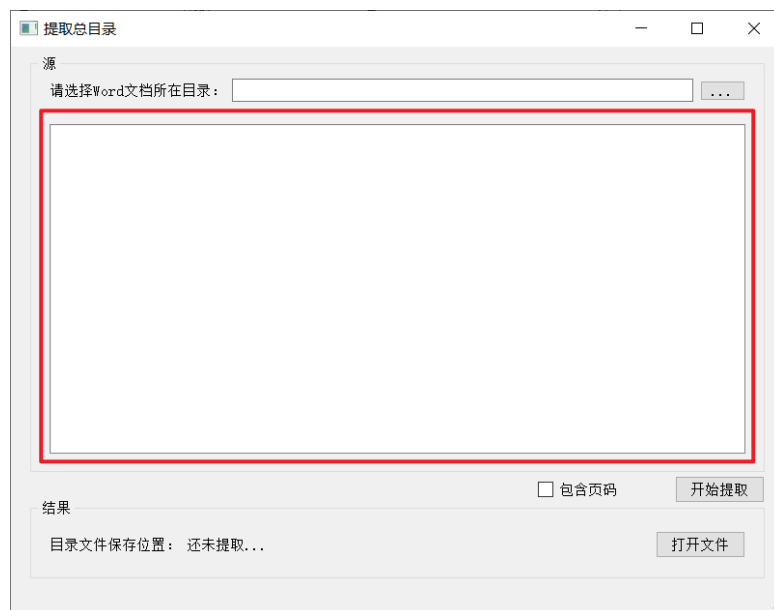 提取总目录
源
请选择Word文档所在目录：
...
包含页码
开始提取
结果
目录文件保存位置： 还未提取...
打开文件